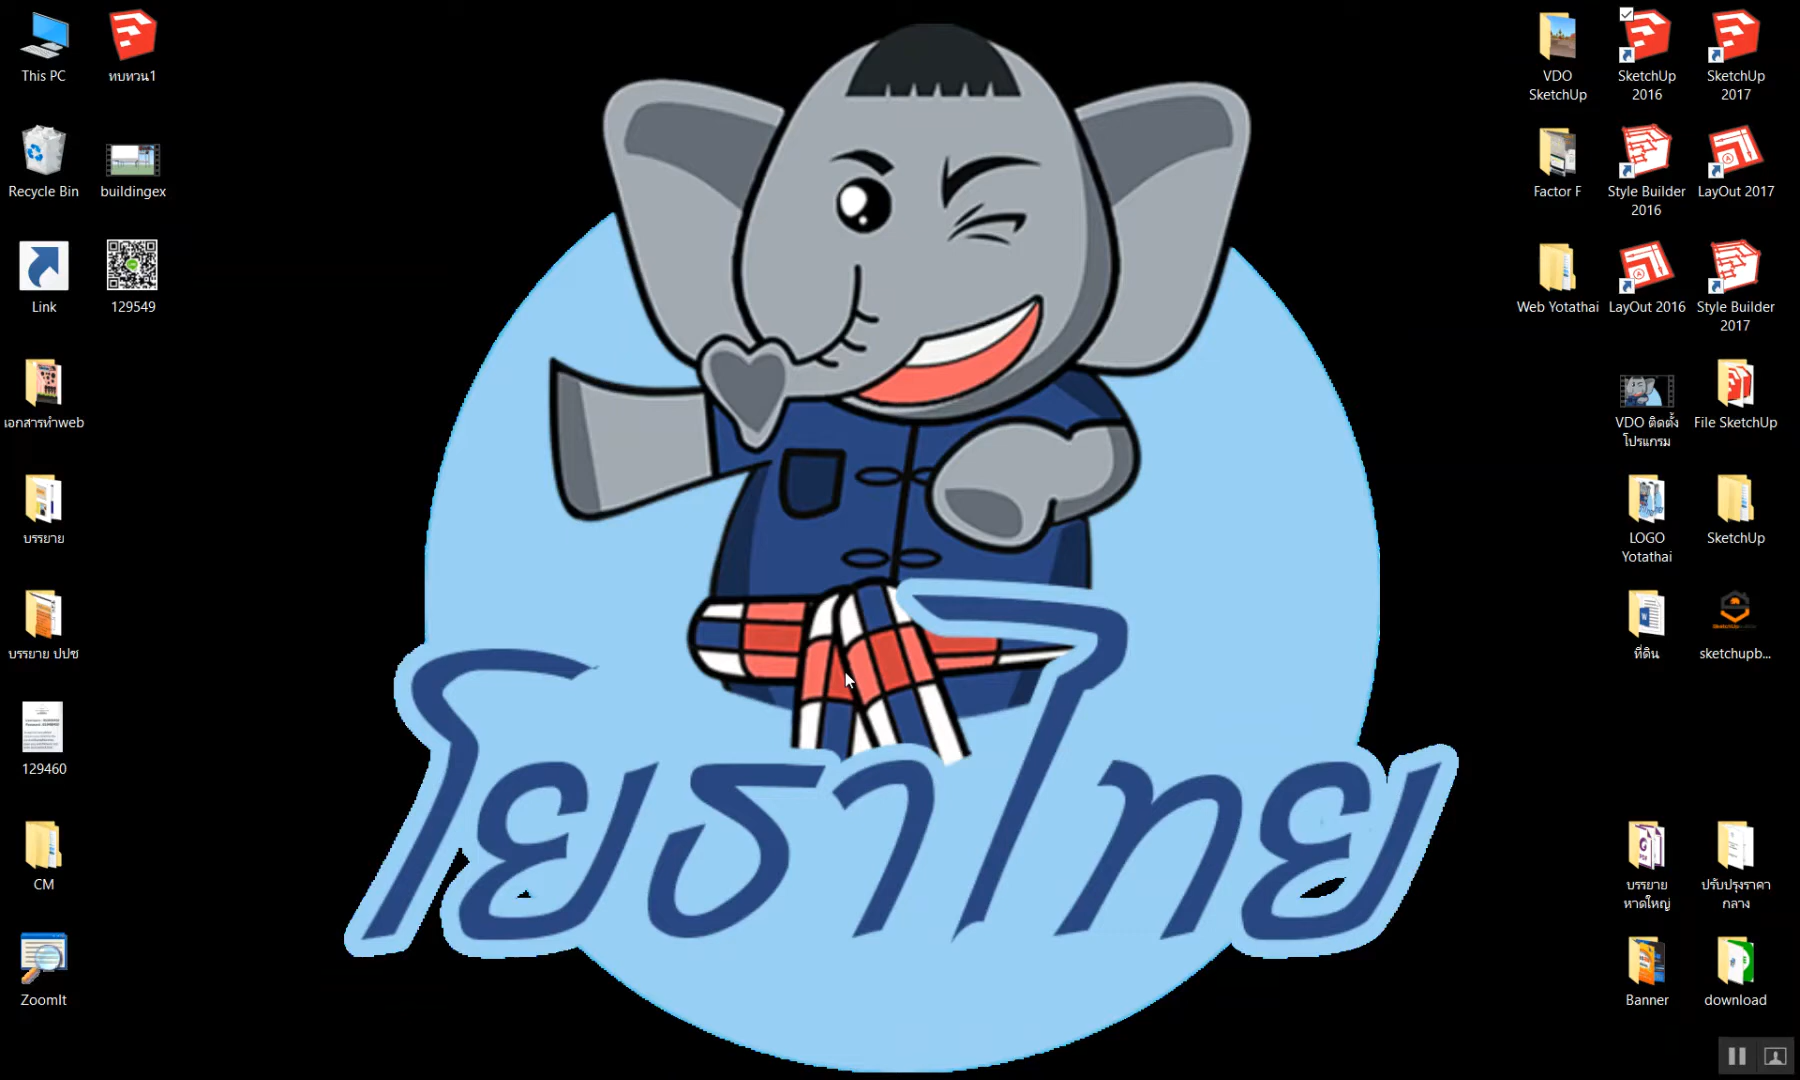 This PC
ทบทวน1
Recycle Bin
buildingex
Link
129549
เอกสารทำweb
บรรยาย
บรรยาย ปปช
129460
CM
ZoomIt
โยธาไทย
VDO
SketchUp
SketchUp
2016
SketchUp
2017
Factor F
Style Builder
2016
LayOut 2017
Web Yotathai
LayOut 2016
Style Builder
2017
VDO ติดตั้ง
โปรแกรม
File SketchUp
LOGO
Yotathai
SketchUp
ที่ดิน
sketchupb...
บรรยาย
หาดใหญ่
ปรับปรุงราคา
กลาง
Banner
download